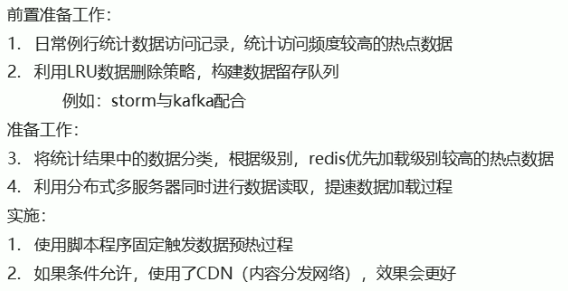 前置准备工作：
1. 日常例行统计数据访问记录，统计访问频度较高的热点数据
2. 利用LRU数据删除策略，构建数据留存队列
例如：storm与kafka配合
准备工作：
3. 将统计结果中的数据分类，根据级别，redis优先加载级别较高的热点数据
4. 利用分布式多服务器同时进行数据读取，提速数据加载过程
实施：
1. 使用脚本程序固定触发数据预热过程
2. 如果条件允许，使用了CDN（内容分发网络），效果会更好